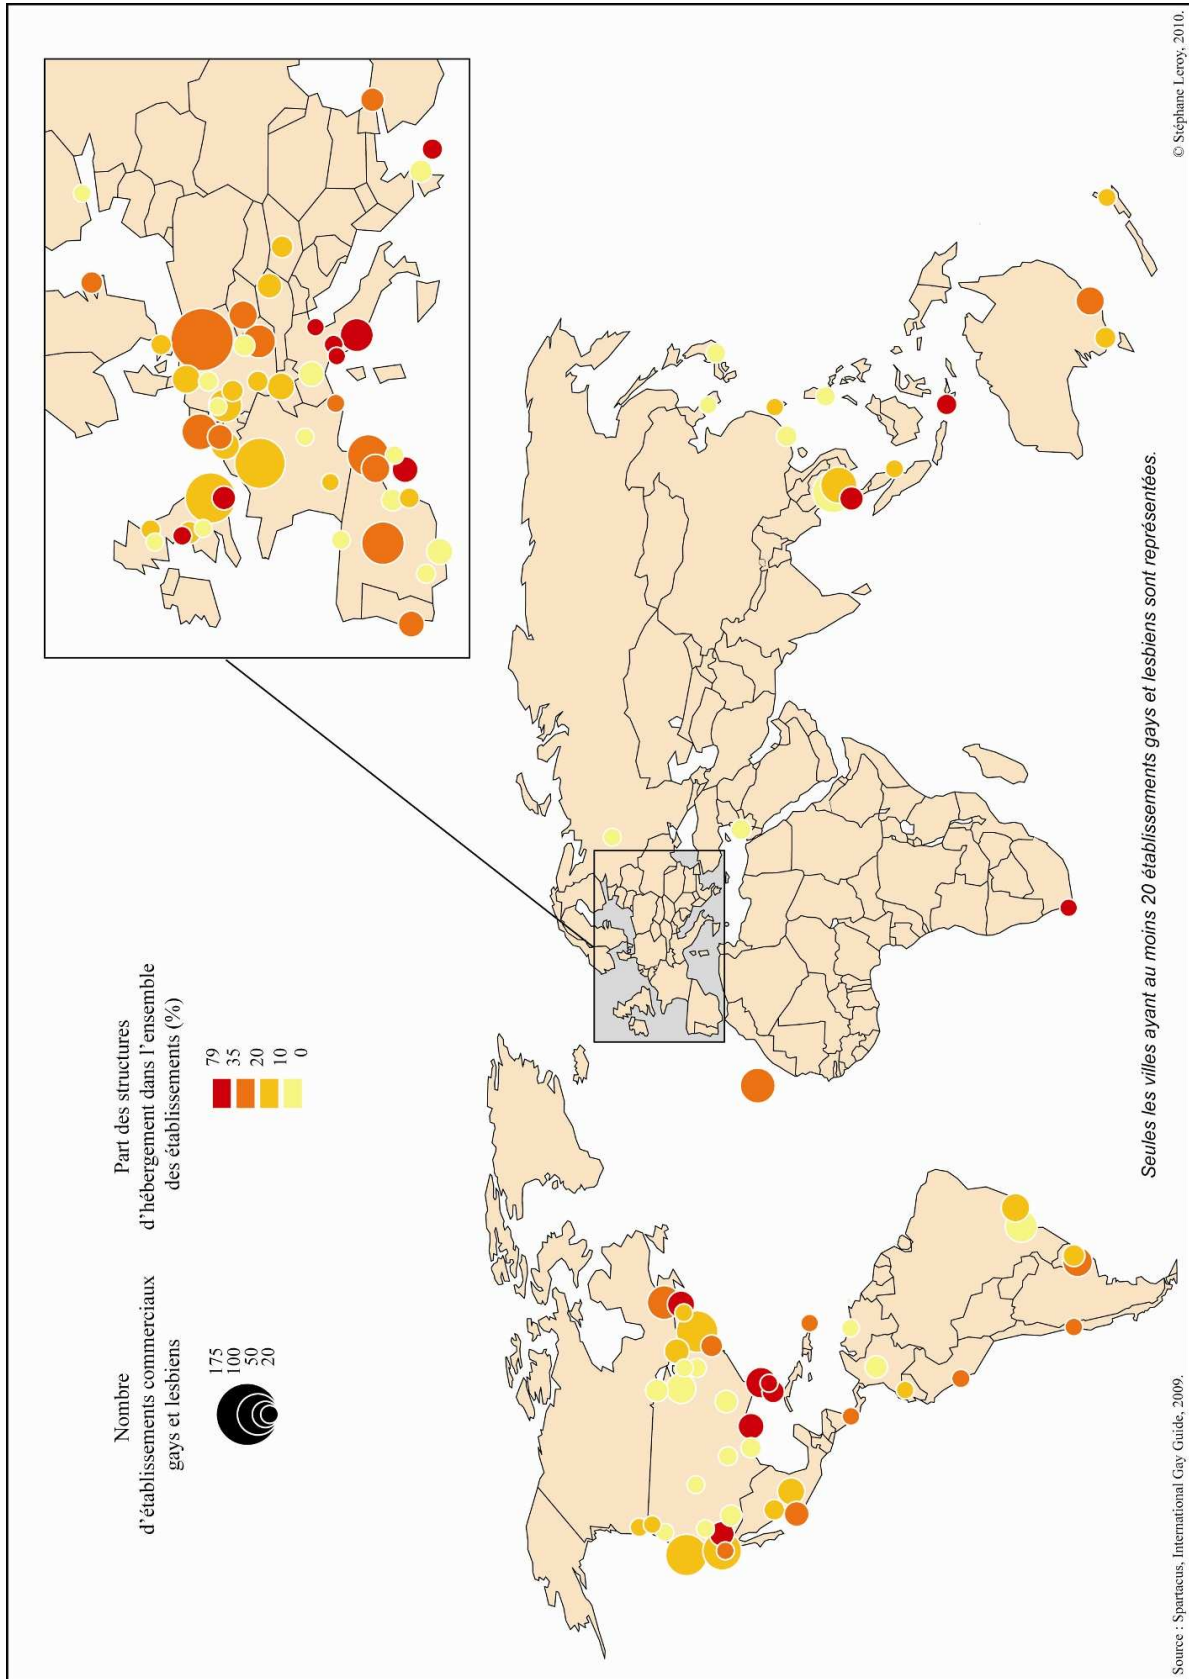 Nombre
d'établissements commerciaux
gays et lesbiens
175
100
50
20
Part des structures
d'hébergement dans l'ensemble
des établissements (%)
79
35
20
10
0
Seules les villes ayant au moins 20 établissements gays et lesbiens sont représentées.
Source : Spartacus, International Gay Guide, 2009.
© Stéphane Leroy, 2010.